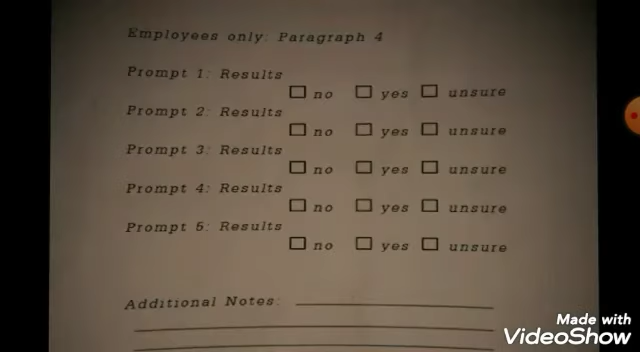 Employees only: Paragraph 4
Prompt 1: Results
no yes unsure
Prompt 2: Results
no yes unsure
Prompt 3: Results
no yes unsure
Prompt 4: Results
no yes unsure
Prompt 5: Results
no yes unsure
Additional Notes:
Made with
VideoShow